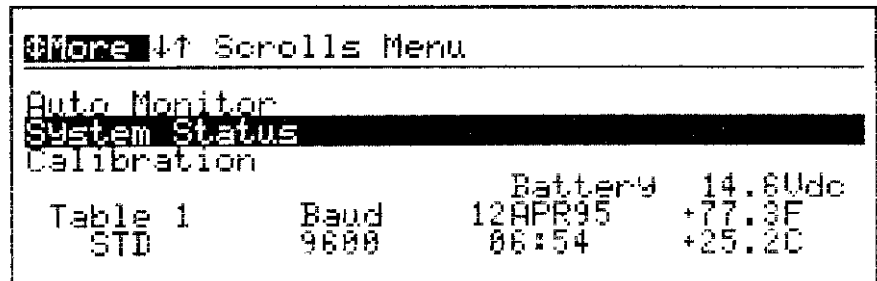 ↕More ↓↑ Scrolls Menu
Auto Monitor
System Status
Calibration
Battery 14.6Vdc
Table 1 Baud 12APR95 +77.3F
STD 9600 06:54 +25.2C